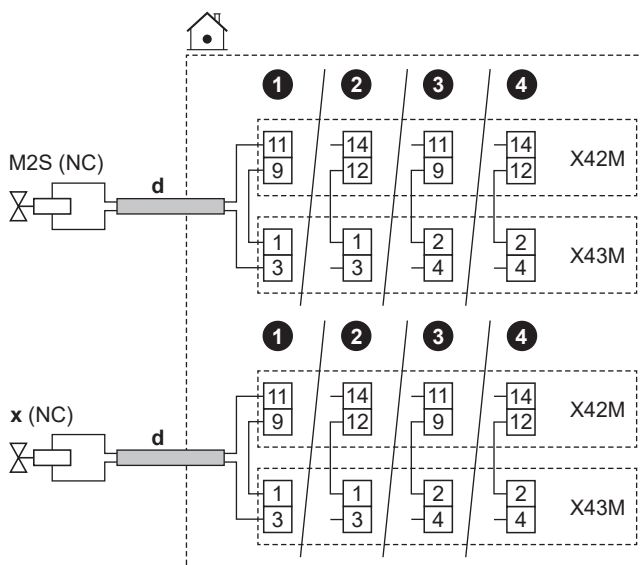 1 2 3 4
11 14 11 14 X42M
9 12 9 12
M2S (NC)
d
1 1 2 2 X43M
3 3 4 4
1 2 3 4
11 14 11 14 X42M
9 12 9 12
x (NC)
d
1 1 2 2 X43M
3 3 4 4